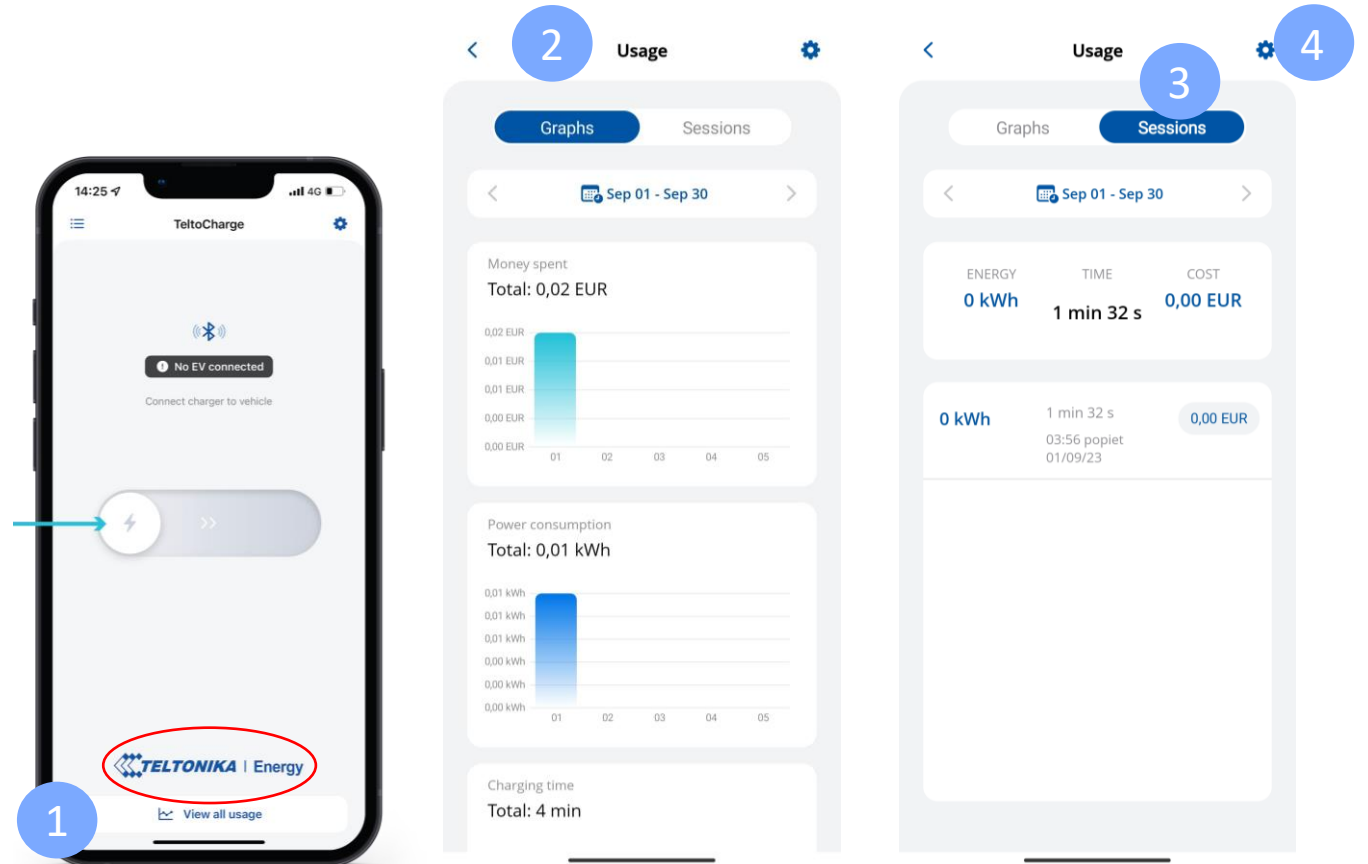 14:25
4G
TeltoCharge
No EV connected
Connect charger to vehicle
TELTONIKA | Energy
View all usage
1
2
Usage
Graphs
Sessions
Sep 01 - Sep 30
Money spent
Total: 0,02 EUR
0,02 EUR
0,01 EUR
0,01 EUR
0,00 EUR
0,00 EUR
01 02 03 04 05
Power consumption
Total: 0,01 kWh
0,01 kWh
0,01 kWh
0,01 kWh
0,00 kWh
0,00 kWh
0,00 kWh
01 02 03 04 05
Charging time
Total: 4 min
Usage
4
3
Graphs
Sessions
Sep 01 - Sep 30
ENERGY TIME COST
0 kWh 1 min 32 s 0,00 EUR
0 kWh 1 min 32 s 0,00 EUR
03:56 popiet
01/09/23